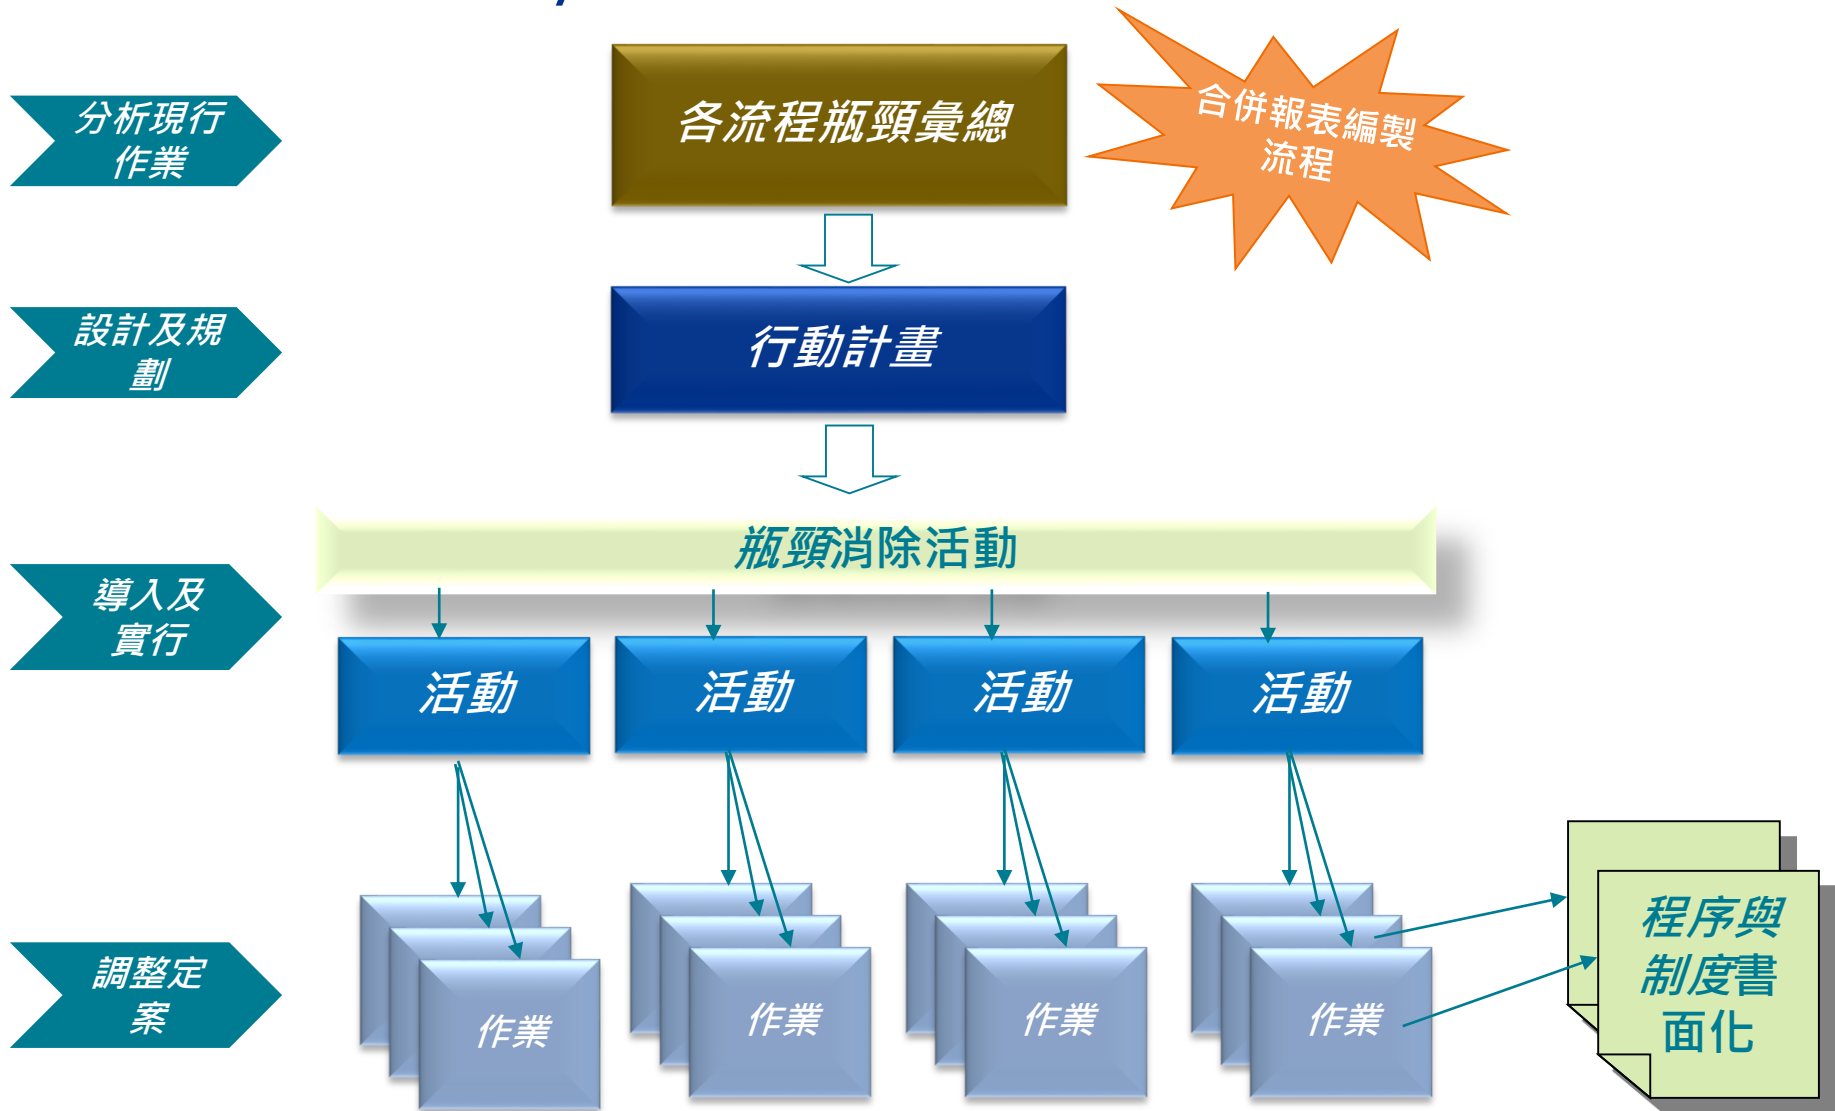 分析現行
作業
各流程瓶頸彙總
合併報表編製
流程
設計及規
劃
行動計畫
瓶頸消除活動
導入及
實行
活動
活動
活動
活動
調整定
案
作業
作業
作業
作業
程序與
制度書
面化